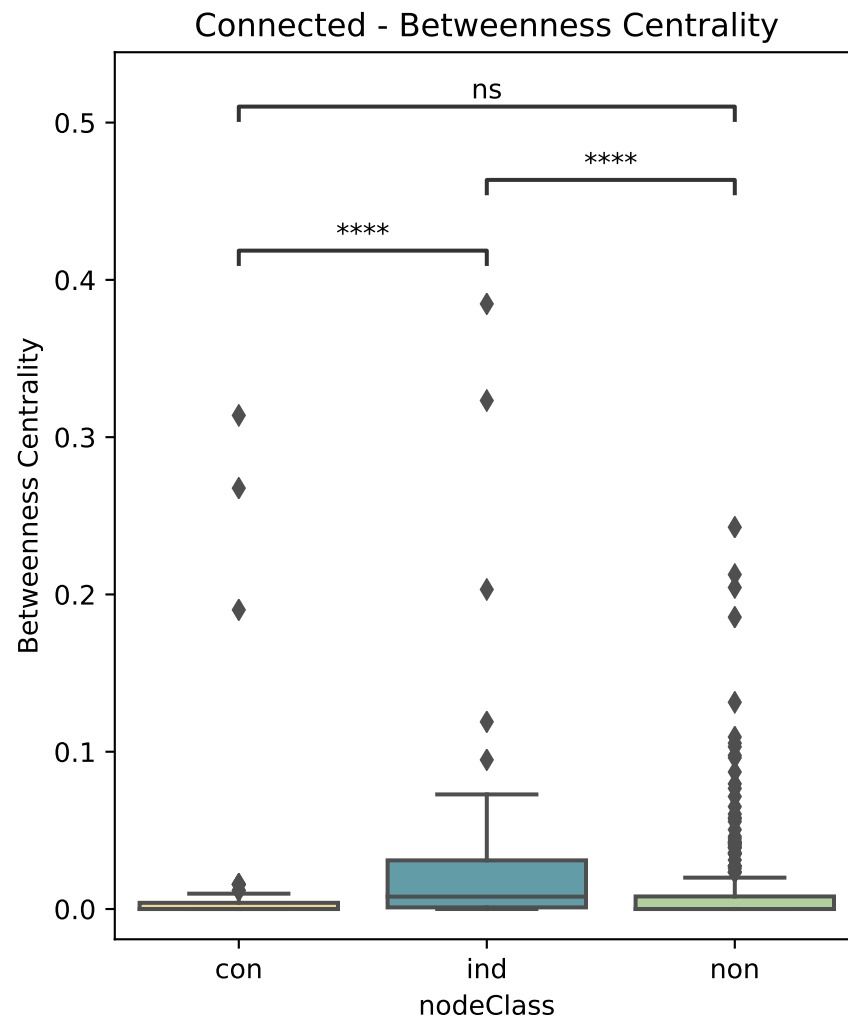 Connected - Betweenness Centrality
ns
0.5
****
****
0.4
0.3
0.2
0.1
0.0
Betweenness Centrality
con ind non
nodeClass